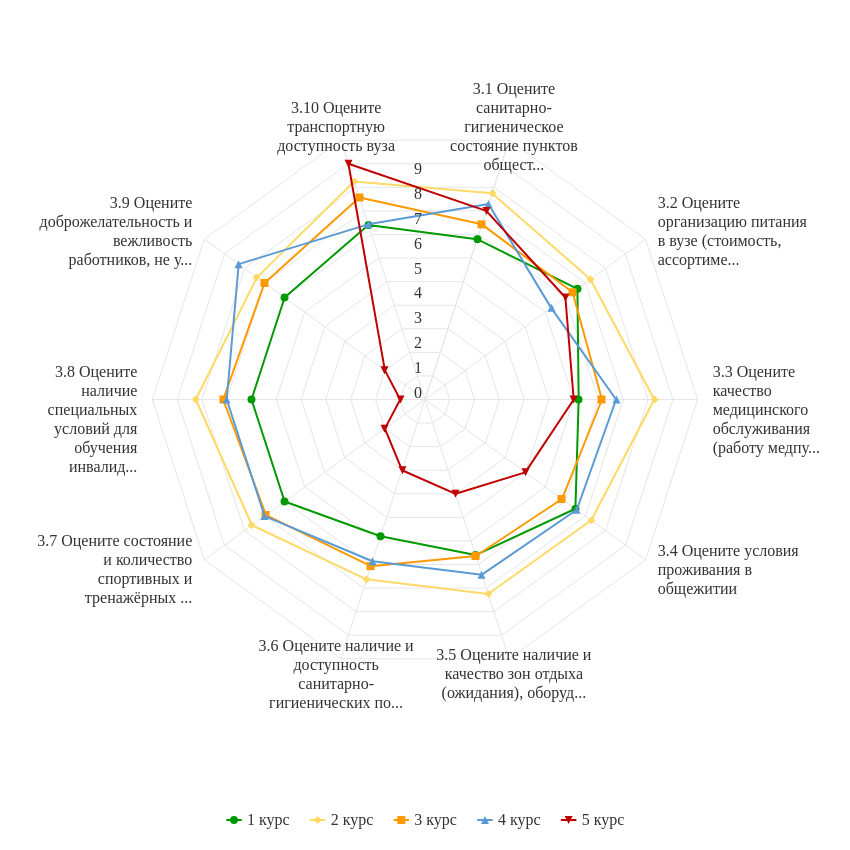 3.1 Оцените
санитарно-
гигиеническое
состояние пунктов
общест...
3.2 Оцените
организацию питания
в вузе (стоимость,
ассортиме...
3.3 Оцените
качество
медицинского
обслуживания
(работу медпу...
3.4 Оцените условия
проживания в
общежитии
3.5 Оцените наличие и
качество зон отдыха
(ожидания), оборуд...
3.6 Оцените наличие и
доступность
санитарно-
гигиенических по...
3.7 Оцените состояние
и количество
спортивных и
тренажёрных ...
3.8 Оцените
наличие
специальных
условий для
обучения
инвалид...
3.9 Оцените
доброжелательность и
вежливость
работников, не у...
3.10 Оцените
транспортную
доступность вуза
9
8
7
6
5
4
3
2
1
0
1 курс 2 курс 3 курс 4 курс 5 курс